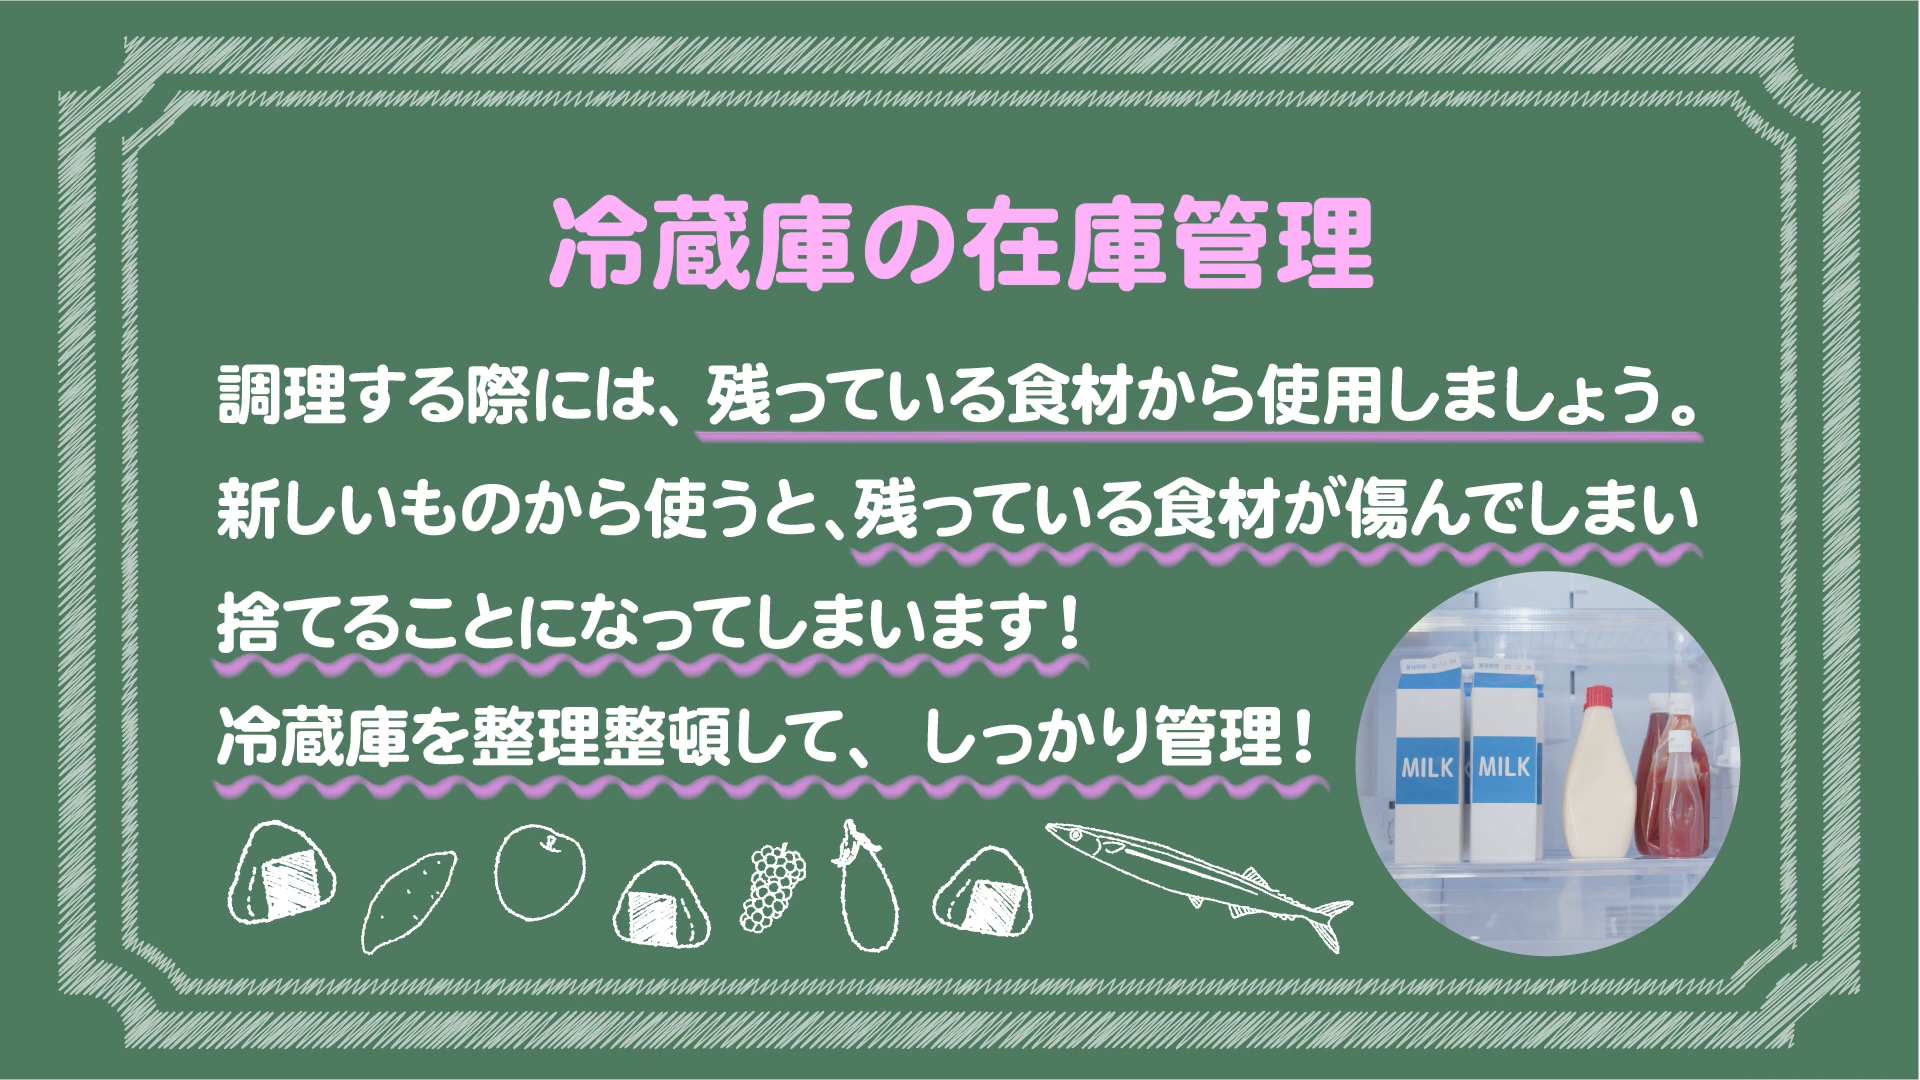 冷蔵庫の在庫管理
調理する際には、残っている食材から使用しましょう。
新しいものから使うと、残っている食材が傷んでしまい
捨てることになってしまいます！
冷蔵庫を整理整頓して、しっかり管理！
MILK MILK